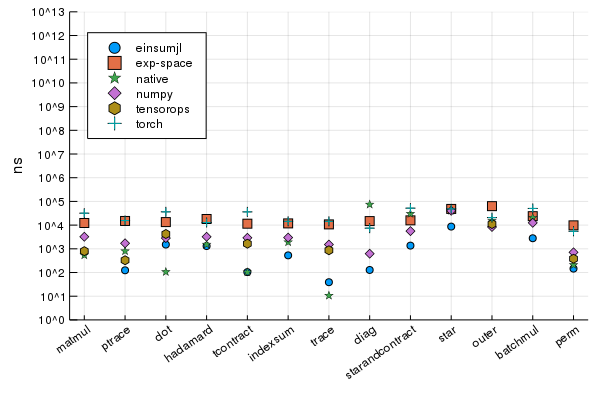 10^13
10^12
10^11
10^10
10^9
10^8
10^7
10^6
10^5
10^4
10^3
10^2
10^1
10^0
ns
einsumjl
exp-space
native
numpy
tensorops
torch
matmul
ptrace
dot
hadamard
tcontract
indexsum
trace
diag
starandcontract
star
outer
batchmul
perm